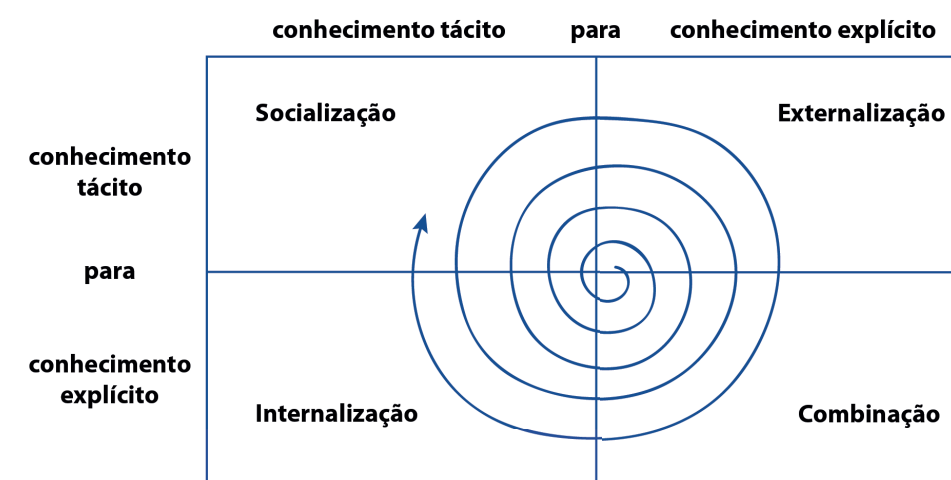 conhecimento tácito para conhecimento explícito
Socialização
Externalização
conhecimento
tácito
para
conhecimento
explícito
Internalização
Combinação